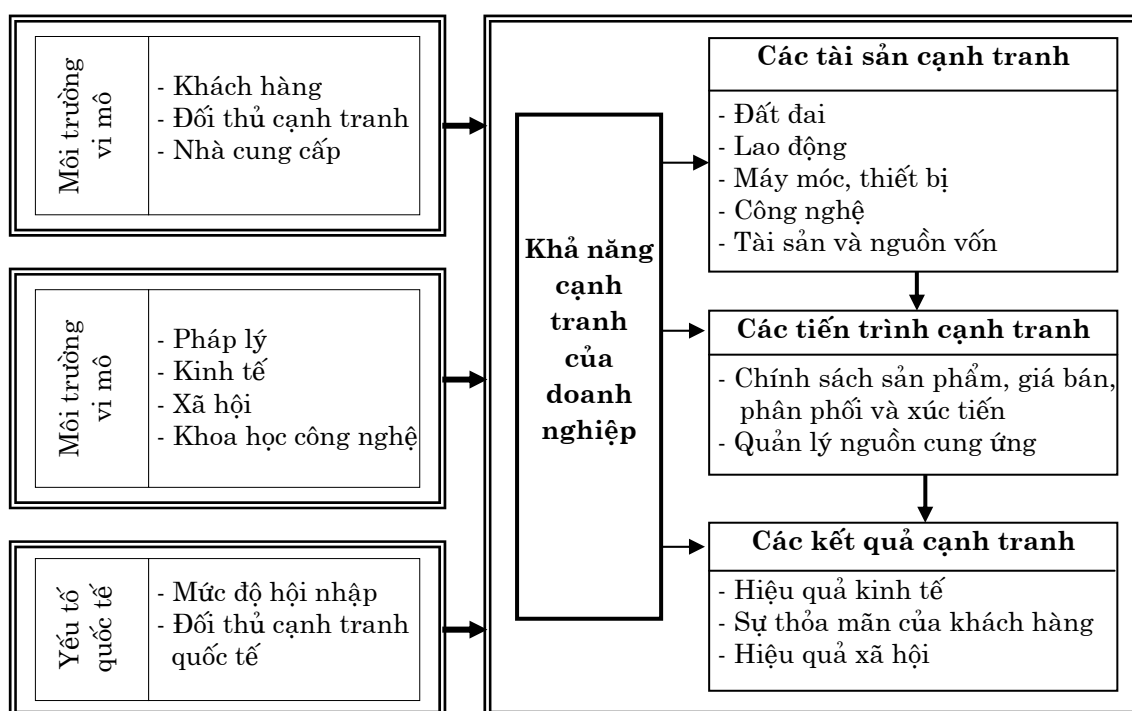 Môi trường
vi mô
- Khách hàng
- Đối thủ cạnh tranh
- Nhà cung cấp
Môi trường
vi mô
- Pháp lý
- Kinh tế
- Xã hội
- Khoa học công nghệ
Yếu tố
quốc tế
- Mức độ hội nhập
- Đối thủ cạnh tranh
quốc tế
Khả năng
cạnh
tranh
của
doanh
nghiệp
Các tài sản cạnh tranh
- Đất đai
- Lao động
- Máy móc, thiết bị
- Công nghệ
- Tài sản và nguồn vốn
Các tiến trình cạnh tranh
- Chính sách sản phẩm, giá bán,
phân phối và xúc tiến
- Quản lý nguồn cung ứng
Các kết quả cạnh tranh
- Hiệu quả kinh tế
- Sự thỏa mãn của khách hàng
- Hiệu quả xã hội